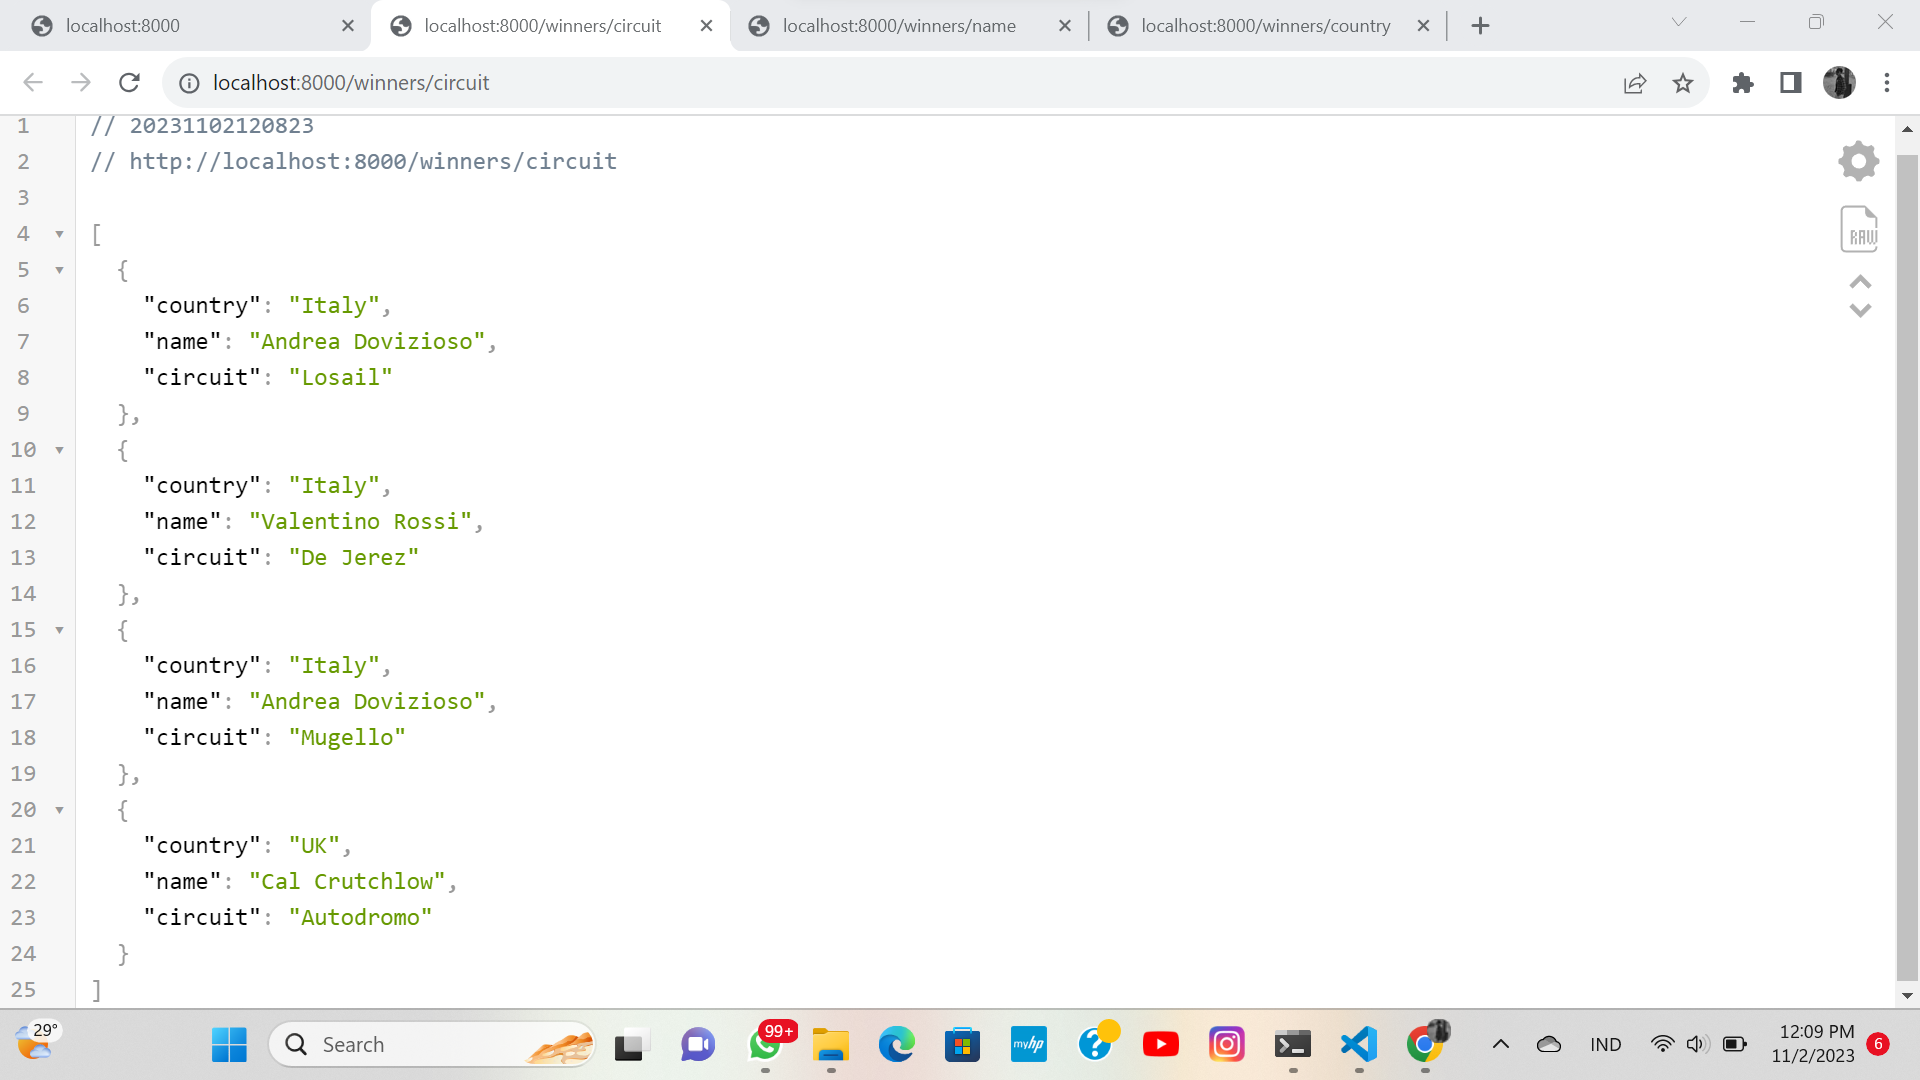 localhost:8000
localhost:8000/winners/circuit
localhost:8000/winners/name
localhost:8000/winners/country
localhost:8000/winners/circuit
1 // 20231102120823
2 // http://localhost:8000/winners/circuit
3
4 [
5 {
6 "country": "Italy",
7 "name": "Andrea Dovizioso",
8 "circuit": "Losail"
9 },
10 {
11 "country": "Italy",
12 "name": "Valentino Rossi",
13 "circuit": "De Jerez"
14 },
15 {
16 "country": "Italy",
17 "name": "Andrea Dovizioso",
18 "circuit": "Mugello"
19 },
20 {
21 "country": "UK",
22 "name": "Cal Crutchlow",
23 "circuit": "Autodromo"
24 }
25 ]
RAW
29°
Search
99+
myhp
IND
12:09 PM
11/2/2023
6